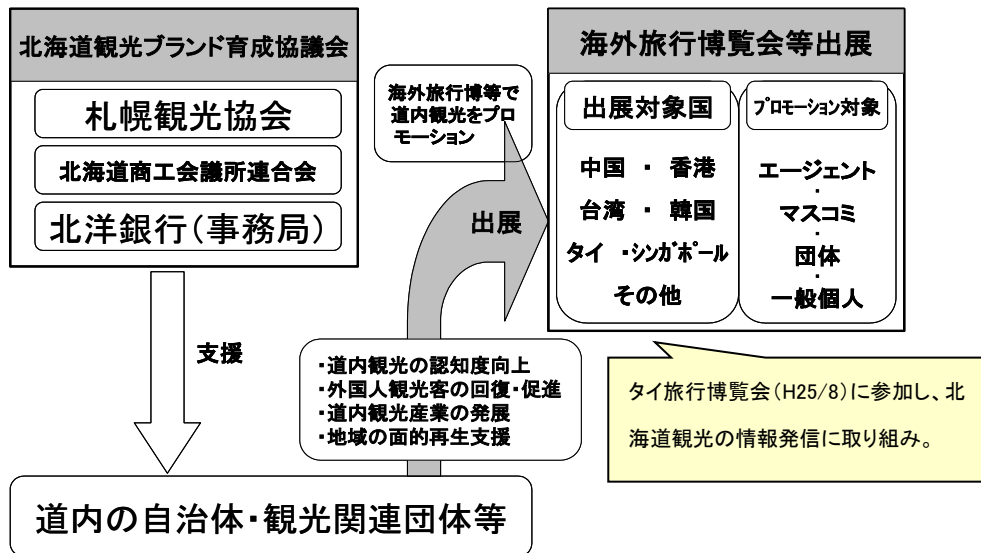 北海道観光ブランド育成協議会
札幌観光協会
北海道商工会議所連合会
北洋銀行(事務局)
支援
道内の自治体・観光関連団体等
海外旅行博等で
道内観光をプロ
モーション
出展
・道内観光の認知度向上
・外国人観光客の回復・促進
・道内観光産業の発展
・地域の面的再生支援
海外旅行博覧会等出展
出展対象国
中国 ・ 香港
台湾 ・ 韓国
タイ ・シンガポール
その他
プロモーション対象
エージェント
・
マスコミ
・
団体
・
一般個人
タイ旅行博覧会(H25/8)に参加し、北
海道観光の情報発信に取り組み。